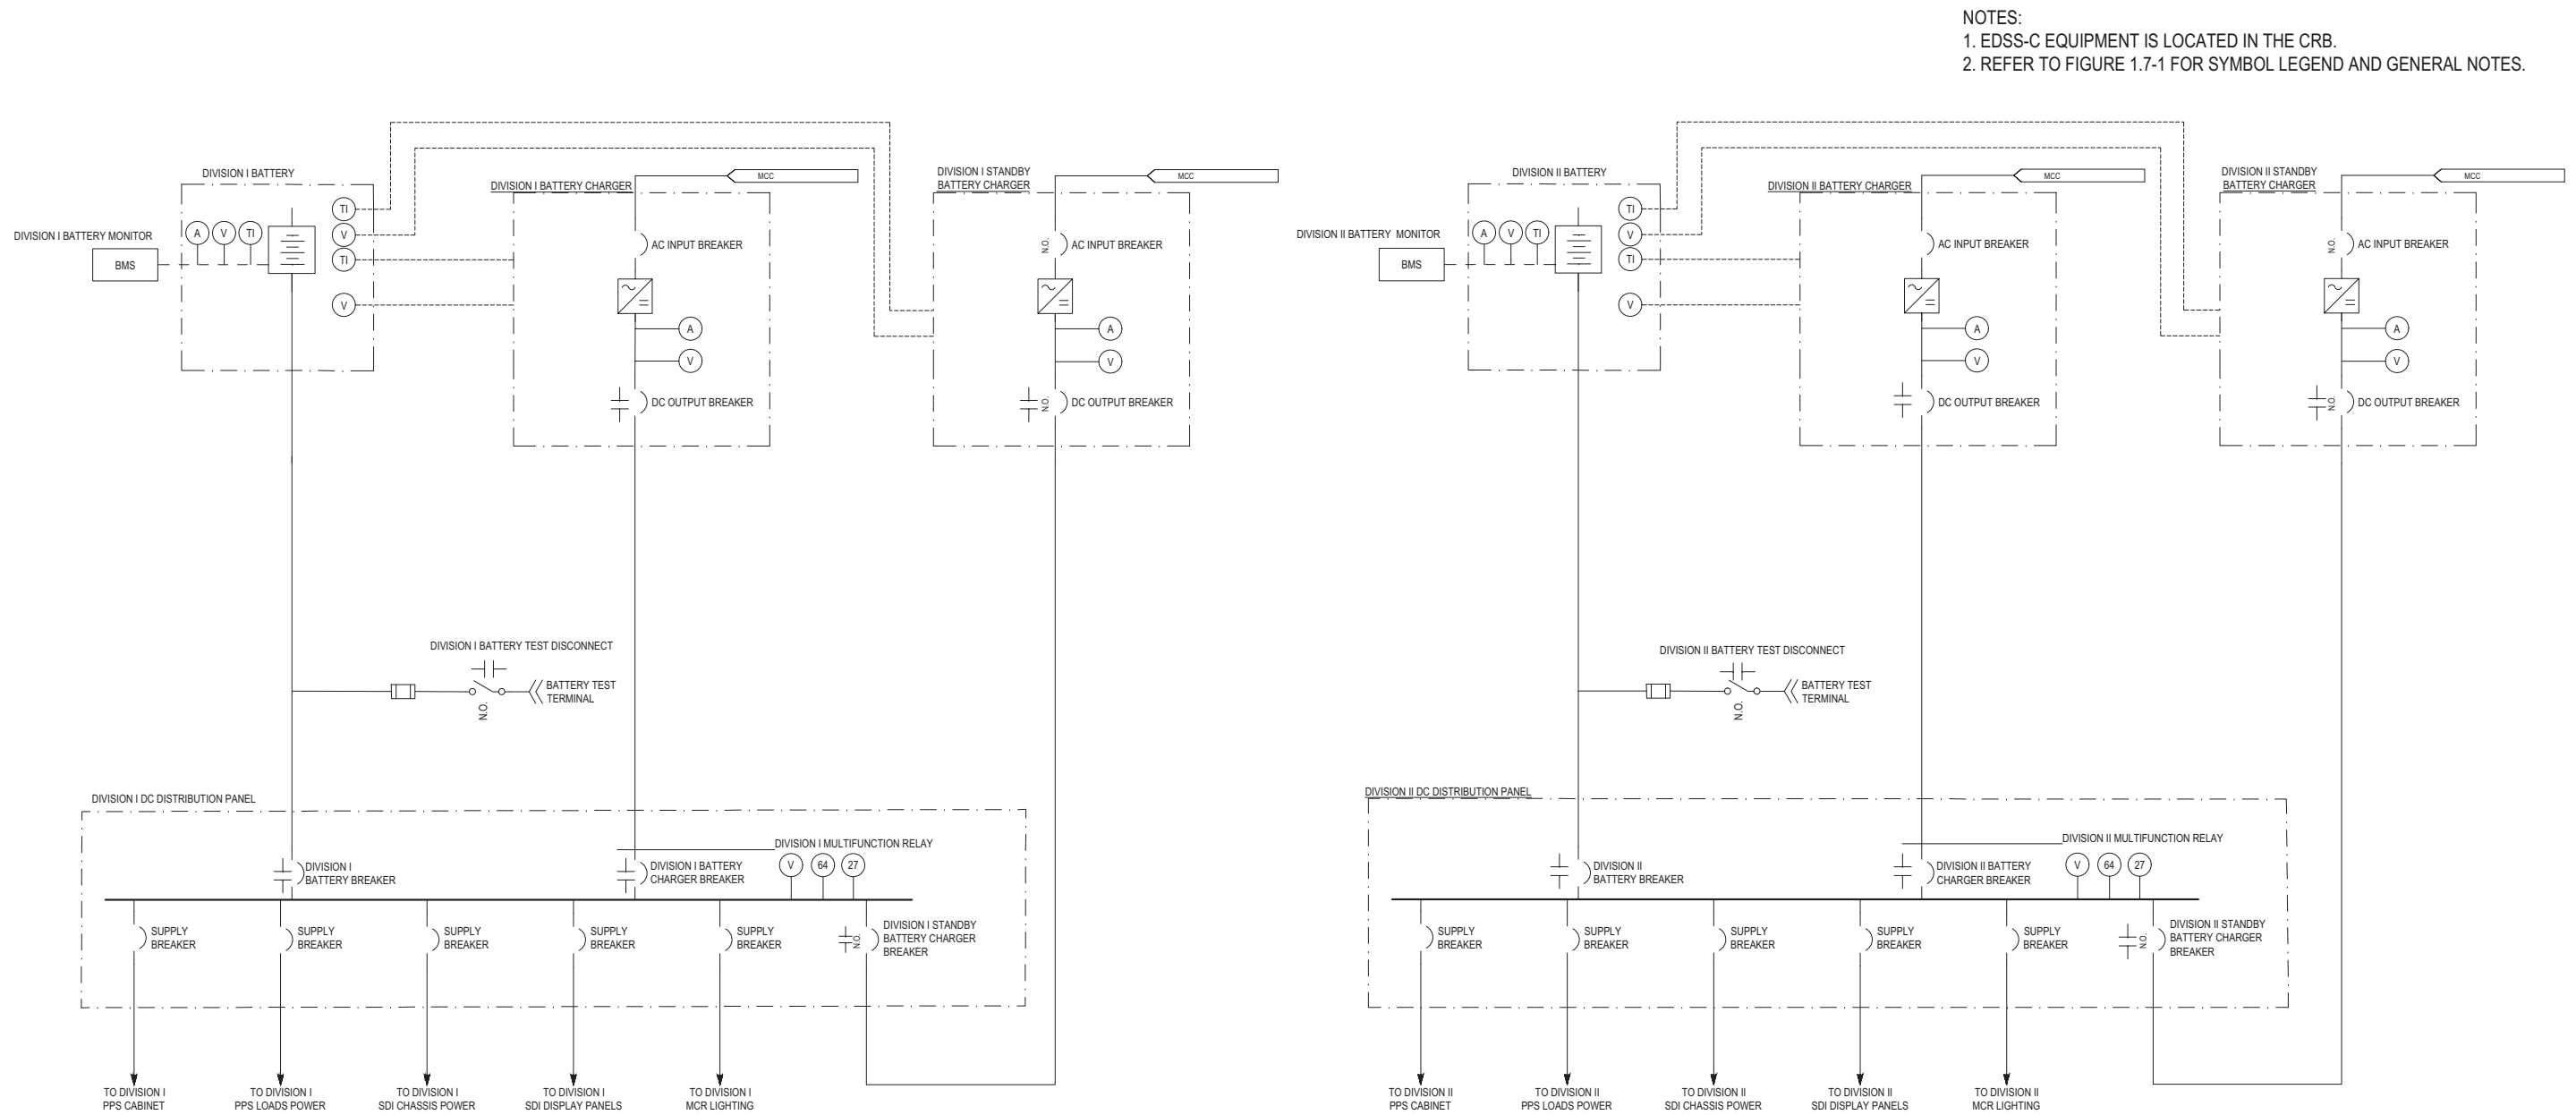 NOTES:
1. EDSS-C EQUIPMENT IS LOCATED IN THE CRB.
2. REFER TO FIGURE 1.7-1 FOR SYMBOL LEGEND AND GENERAL NOTES.
DIVISION I BATTERY
DIVISION I BATTERY MONITOR
BMS
A V TI
TI
V
TI
V
DIVISION I BATTERY CHARGER
MCC
AC INPUT BREAKER
A
V
DC OUTPUT BREAKER
DIVISION I STANDBY
BATTERY CHARGER
MCC
N.O.
AC INPUT BREAKER
A
V
N.O.
DC OUTPUT BREAKER
DIVISION I BATTERY TEST DISCONNECT
N.O.
BATTERY TEST
TERMINAL
DIVISION I DC DISTRIBUTION PANEL
DIVISION I
BATTERY BREAKER
DIVISION I BATTERY
CHARGER BREAKER
DIVISION I MULTIFUNCTION RELAY
V 64 27
SUPPLY
BREAKER
SUPPLY
BREAKER
SUPPLY
BREAKER
SUPPLY
BREAKER
SUPPLY
BREAKER
N.O.
DIVISION I STANDBY
BATTERY CHARGER
BREAKER
TO DIVISION I
PPS CABINET
TO DIVISION I
PPS LOADS POWER
TO DIVISION I
SDI CHASSIS POWER
TO DIVISION I
SDI DISPLAY PANELS
TO DIVISION I
MCR LIGHTING
DIVISION II BATTERY
DIVISION II BATTERY MONITOR
BMS
A V TI
TI
V
TI
V
DIVISION II BATTERY CHARGER
MCC
AC INPUT BREAKER
A
V
DC OUTPUT BREAKER
DIVISION II STANDBY
BATTERY CHARGER
MCC
N.O.
AC INPUT BREAKER
A
V
N.O.
DC OUTPUT BREAKER
DIVISION II BATTERY TEST DISCONNECT
N.O.
BATTERY TEST
TERMINAL
DIVISION II DC DISTRIBUTION PANEL
DIVISION II
BATTERY BREAKER
DIVISION II BATTERY
CHARGER BREAKER
DIVISION II MULTIFUNCTION RELAY
V 64 27
SUPPLY
BREAKER
SUPPLY
BREAKER
SUPPLY
BREAKER
SUPPLY
BREAKER
SUPPLY
BREAKER
N.O.
DIVISION II STANDBY
BATTERY CHARGER
BREAKER
TO DIVISION II
PPS CABINET
TO DIVISION II
PPS LOADS POWER
TO DIVISION II
SDI CHASSIS POWER
TO DIVISION II
SDI DISPLAY PANELS
TO DIVISION II
MCR LIGHTING